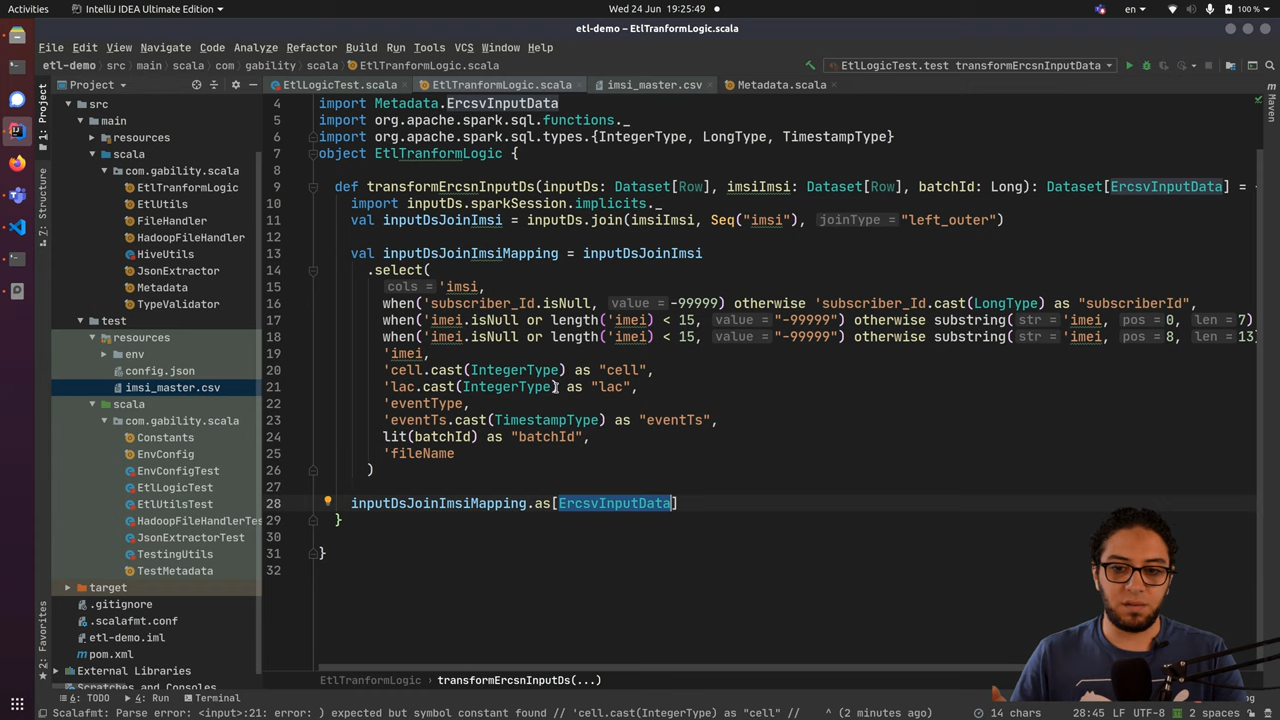 Activities IntelliJ IDEA Ultimate Edition Wed 24 Jun 19:25:49 en 100 %
etl-demo – EtlTranformLogic.scala
File Edit View Navigate Code Analyze Refactor Build Run Tools VCS Window Help
etl-demo src main scala com gability scala EtlTranformLogic.scala EtlLogicTest.test transformErcsnInputData
Project EtlLogicTest.scala EtlTranformLogic.scala imsi_master.csv Metadata.scala
1: Project
7: Structure
2: Favorites
Maven
src
main
resources
scala
com.gability.scala
EtlTranformLogic
EtlUtils
FileHandler
HadoopFileHandler
HiveUtils
JsonExtractor
Metadata
TypeValidator
test
resources
env
config.json
imsi_master.csv
scala
com.gability.scala
Constants
EnvConfig
EnvConfigTest
EtlLogicTest
EtlUtilsTest
HadoopFileHandlerTe
JsonExtractorTest
TestingUtils
TestMetadata
target
.gitignore
.scalafmt.conf
etl-demo.iml
pom.xml
External Libraries
Scratches and Consoles
4 import Metadata.ErcsvInputData
5 import org.apache.spark.sql.functions._
6 import org.apache.spark.sql.types.{IntegerType, LongType, TimestampType}
7 object EtlTranformLogic {
8
9 def transformErcsnInputDs(inputDs: Dataset[Row], imsiImsi: Dataset[Row], batchId: Long): Dataset[ErcsvInputData] =
10 import inputDs.sparkSession.implicits._
11 val inputDsJoinImsi = inputDs.join(imsiImsi, Seq("imsi"), joinType = "left_outer")
12
13 val inputDsJoinImsiMapping = inputDsJoinImsi
14 .select(
15 cols = 'imsi,
16 when('subscriber_Id.isNull, value = -99999) otherwise 'subscriber_Id.cast(LongType) as "subscriberId",
17 when('imei.isNull or length('imei) < 15, value = "-99999") otherwise substring( str = 'imei, pos = 0, len = 7)
18 when('imei.isNull or length('imei) < 15, value = "-99999") otherwise substring( str = 'imei, pos = 8, len = 13)
19 'imei,
20 'cell.cast(IntegerType) as "cell",
21 'lac.cast(IntegerType) as "lac",
22 'eventType,
23 'eventTs.cast(TimestampType) as "eventTs",
24 lit(batchId) as "batchId",
25 'fileName
26 )
27
28 inputDsJoinImsiMapping.as[ErcsvInputData]
29 }
30
31 }
32
EtlTranformLogic transformErcsnInputDs(...)
6: TODO 4: Run Terminal
Scalafmt: Parse error: <input>:21: error: ) expected but symbol constant found // 'cell.cast(IntegerType) as "cell" // ^ (2 minutes ago) 14 chars 28:45 LF UTF-8 2 spaces